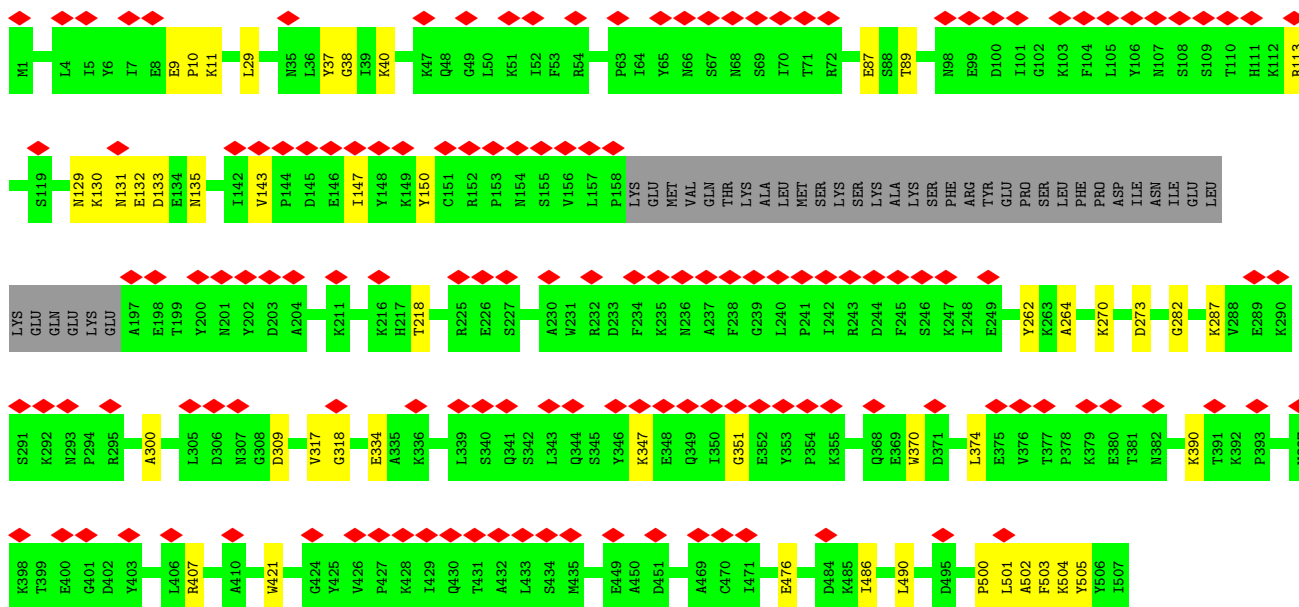 M1 L4 I5 Y6 I7 E8 E9 P10 K11 L29 N35 L36 Y37 G38 I39 K40 K47 Q48 G49 L50 K51 I52 F53 R54 P63 I64 Y65 N66 S67 N68 S69 I70 T71 R72 E87 S88 T89 N98 E99 D100 I101 G102 K103 F104 L105 Y106 N107 S108 S109 T110 H111 K112 R113
S119 N129 K130 N131 E132 D133 E134 N135 I142 V143 P144 D145 E146 I147 Y148 K149 Y150 C151 R152 P153 N154 S155 V156 L157 P158 LYS GLU MET VAL GLN THR LYS ALA LEU MET SER LYS SER LYS ALA LYS SER PHE ARG TYR GLU PRO SER LEU PHE PRO ASP ILE ASN ILE GLU LEU
LYS GLU GLN GLU LYS GLU A197 E198 T199 Y200 N201 Y202 D203 A204 K211 K216 H217 T218 R225 E226 S227 A230 W231 R232 D233 F234 K235 N236 A237 F238 G239 L240 P241 I242 R243 D244 F245 S246 K247 I248 E249 Y262 K263 A264 K270 D273 G282 K287 V288 E289 K290
S291 K292 N293 P294 R295 A300 L305 D306 N307 G308 D309 V317 G318 E334 A335 K336 L339 S340 Q341 S342 L343 Q344 S345 Y346 K347 E348 Q349 I350 G351 E352 Y353 P354 K355 Q368 E369 W370 D371 L374 E375 V376 T377 P378 K379 E380 T381 N382 K390 T391 K392 P393
K398 T399 E400 G401 D402 Y403 L406 R407 A410 W421 G424 Y425 V426 P427 K428 I429 Q430 T431 A432 L433 S434 M435 E449 A450 D451 A469 C470 I471 E476 D484 K485 I486 L490 D495 P500 L501 A502 F503 K504 Y505 Y506 I507